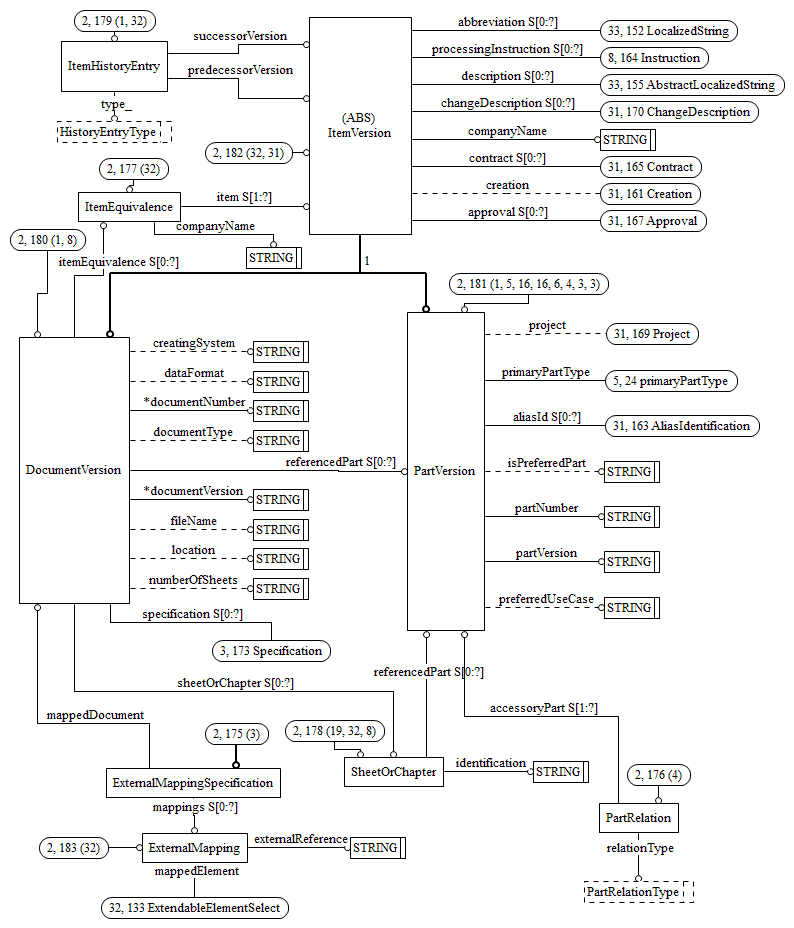 2, 179 (1, 32)
ItemHistoryEntry
successorVersion
predecessorVersion
type_
HistoryEntryType
(ABS)
ItemVersion
abbreviation S[0:?]
33, 152 LocalizedString
processingInstruction S[0:?]
8, 164 Instruction
description S[0:?]
33, 155 AbstractLocalizedString
changeDescription S[0:?]
31, 170 ChangeDescription
companyName
STRING
contract S[0:?]
31, 165 Contract
creation
31, 161 Creation
approval S[0:?]
31, 167 Approval
2, 182 (32, 31)
2, 177 (32)
ItemEquivalence
item S[1:?]
companyName
STRING
2, 180 (1, 8)
itemEquivalence S[0:?]
1
2, 181 (1, 5, 16, 16, 6, 4, 3, 3)
DocumentVersion
creatingSystem
STRING
dataFormat
STRING
*documentNumber
STRING
documentType
STRING
referencedPart S[0:?]
*documentVersion
STRING
fileName
STRING
location
STRING
numberOfSheets
STRING
PartVersion
project
31, 169 Project
primaryPartType
5, 24 primaryPartType
aliasId S[0:?]
31, 163 AliasIdentification
isPreferredPart
STRING
partNumber
STRING
partVersion
STRING
preferredUseCase
STRING
specification S[0:?]
3, 173 Specification
sheetOrChapter S[0:?]
referencedPart S[0:?]
accessoryPart S[1:?]
mappedDocument
2, 175 (3)
2, 178 (19, 32, 8)
ExternalMappingSpecification
SheetOrChapter
identification
STRING
2, 176 (4)
mappings S[0:?]
PartRelation
2, 183 (32)
ExternalMapping
externalReference
STRING
relationType
mappedElement
PartRelationType
32, 133 ExtendableElementSelect